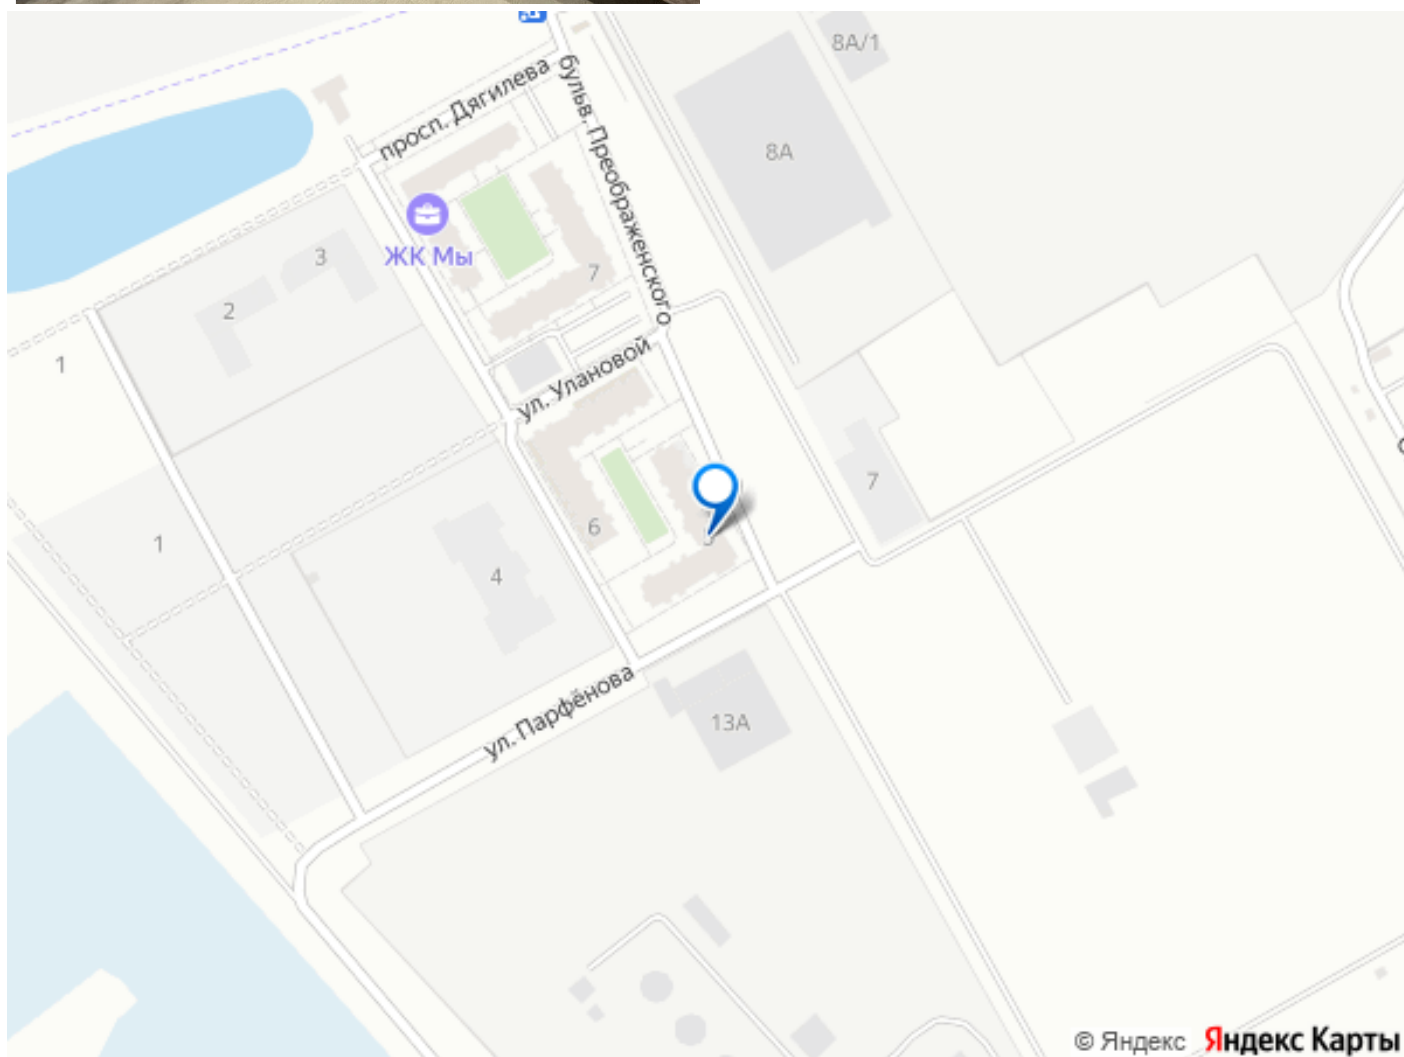 8А/1
просп. Дягилева
бульв. Преображенского
8А
ЖК Мы
3
7
2
1
ул. Улановой
7
6
1
4
ул. Парфёнова
13А
© Яндекс Яндекс Карты